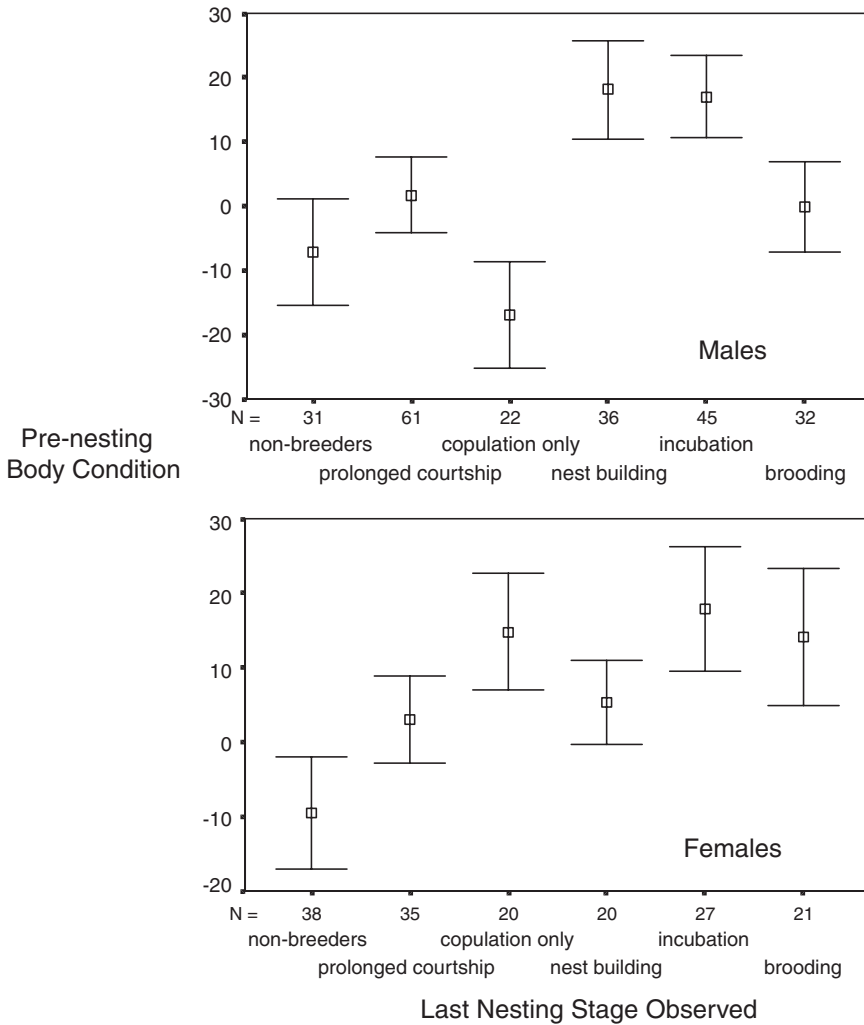 30
20
10
0
-10
-20
-30
Males
N = 31 61 22 36 45 32
non-breeders copulation only incubation
prolonged courtship nest building brooding
Pre-nesting
Body Condition
30
20
10
0
-10
-20
Females
N = 38 35 20 20 27 21
non-breeders copulation only incubation
prolonged courtship nest building brooding
Last Nesting Stage Observed